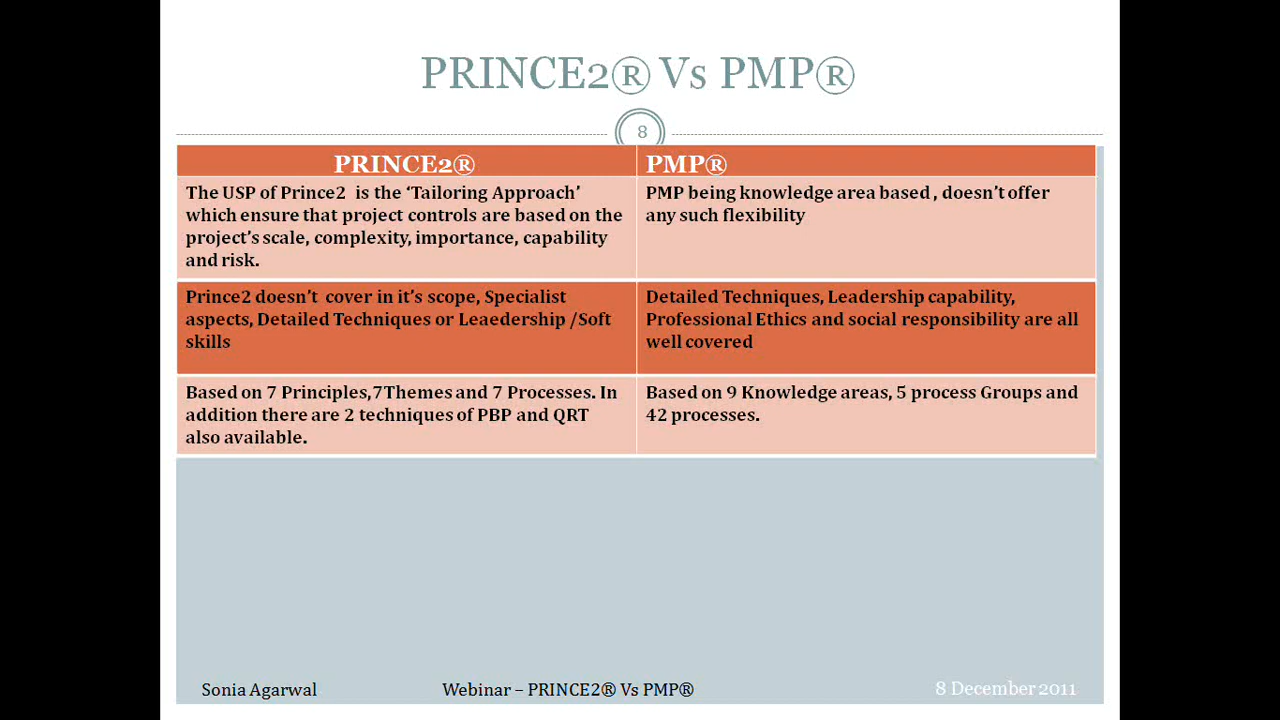 PRINCE2® Vs PMP®
8
PRINCE2®
PMP®
The USP of Prince2 is the ‘Tailoring Approach’
which ensure that project controls are based on the
project’s scale, complexity, importance, capability
and risk.
PMP being knowledge area based , doesn’t offer
any such flexibility
Prince2 doesn’t cover in it’s scope, Specialist
aspects, Detailed Techniques or Leaedership /Soft
skills
Detailed Techniques, Leadership capability,
Professional Ethics and social responsibility are all
well covered
Based on 7 Principles,7Themes and 7 Processes. In
addition there are 2 techniques of PBP and QRT
also available.
Based on 9 Knowledge areas, 5 process Groups and
42 processes.
Sonia Agarwal
Webinar – PRINCE2® Vs PMP®
8 December 2011